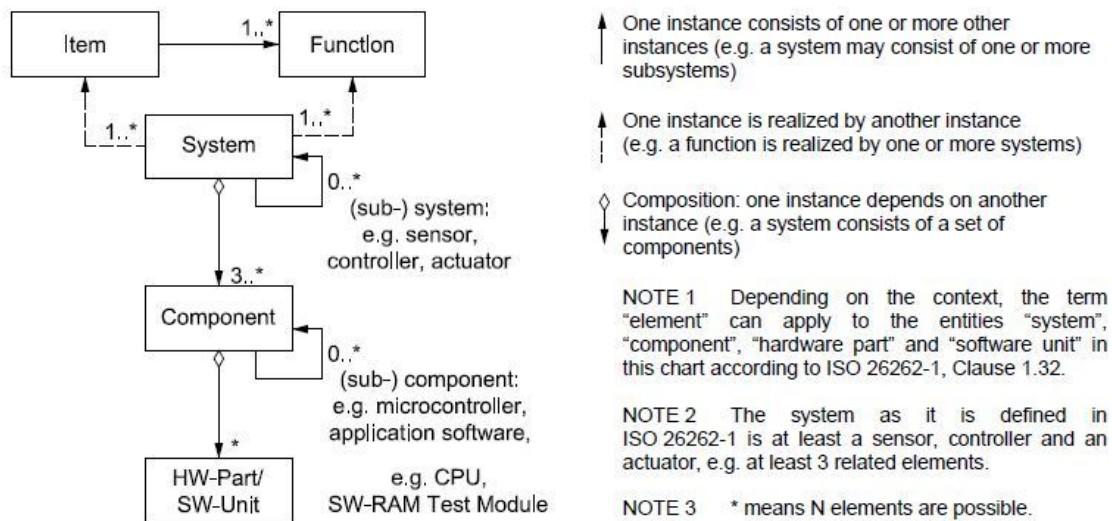 Item
1..*
Function
1..*
1..*
System
0..*
(sub-) system:
e.g. sensor,
controller, actuator
3..*
Component
0..*
(sub-) component:
e.g. microcontroller,
application software,
*
HW-Part/
SW-Unit
e.g. CPU,
SW-RAM Test Module
One instance consists of one or more other
instances (e.g. a system may consist of one or more
subsystems)
One instance is realized by another instance
(e.g. a function is realized by one or more systems)
Composition: one instance depends on another
instance (e.g. a system consists of a set of
components)
NOTE 1 Depending on the context, the term
“element” can apply to the entities “system”,
“component”, “hardware part” and “software unit” in
this chart according to ISO 26262-1, Clause 1.32.
NOTE 2 The system as it is defined in
ISO 26262-1 is at least a sensor, controller and an
actuator, e.g. at least 3 related elements.
NOTE 3 * means N elements are possible.